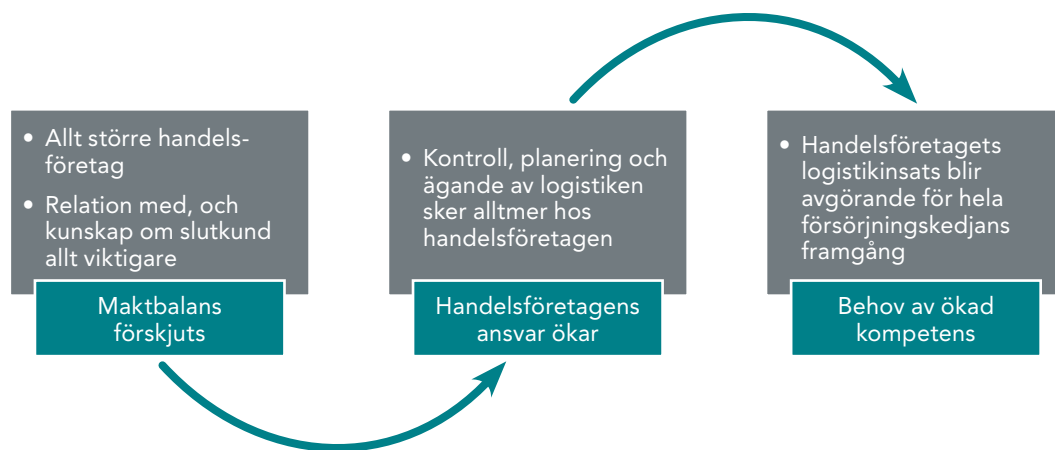 • Allt större handels-
företag
• Relation med, och
kunskap om slutkund
allt viktigare
Maktbalans
förskjuts
• Kontroll, planering och
ägande av logistiken
sker alltmer hos
handelsföretagen
Handelsföretagens
ansvar ökar
• Handelsföretagets
logistikinsats blir
avgörande för hela
försörjningskedjans
framgång
Behov av ökad
kompetens